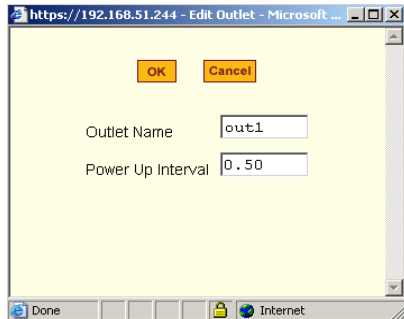 https://192.168.51.244 - Edit Outlet - Microsoft ...
OK Cancel
Outlet Name out1
Power Up Interval 0.50
Done Internet